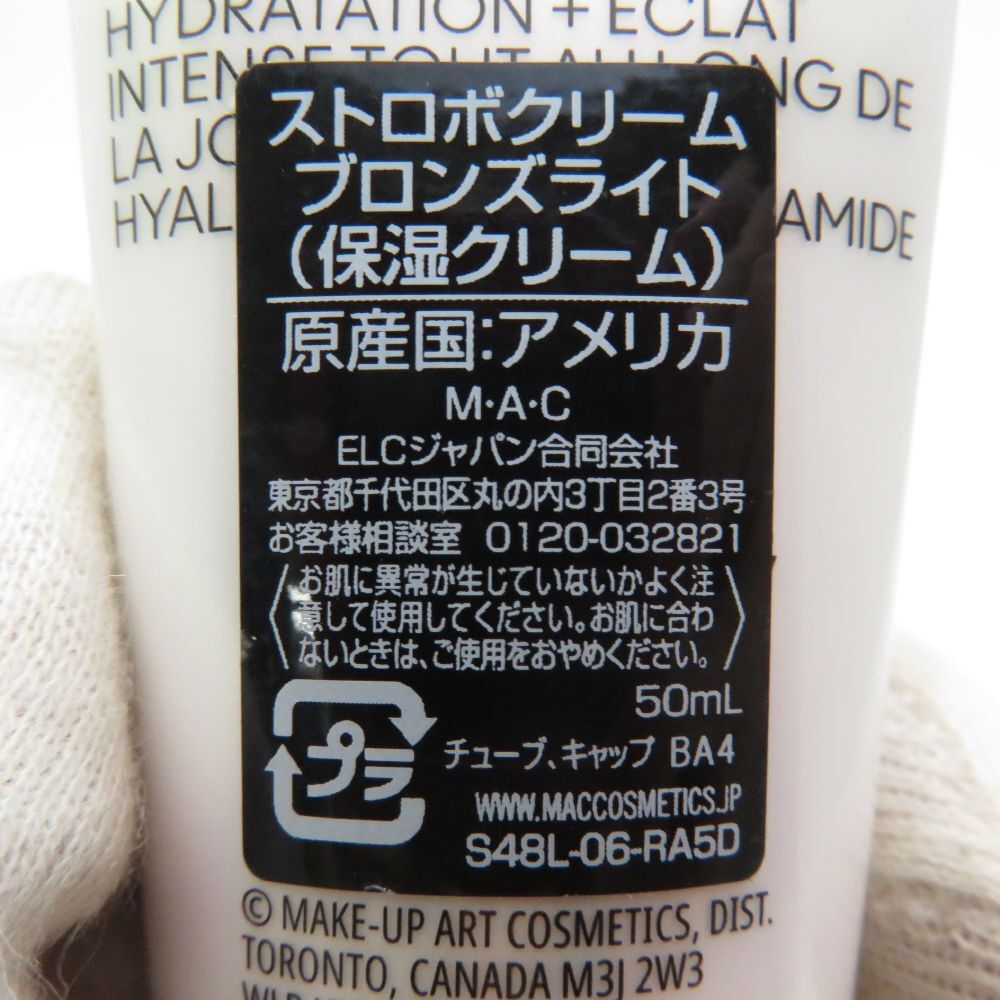 HYDRATATION + ÉCLAT
INTENSE TOUT AU LONG DE
LA JO
HYAL AMIDE
ストロボクリーム
ブロンズライト
(保湿クリーム)
原産国:アメリカ
M·A·C
ELCジャパン合同会社
東京都千代田区丸の内3丁目2番3号
お客様相談室 0120-032821
お肌に異常が生じていないかよく注
意して使用してください。お肌に合わ
ないときは、ご使用をおやめください。
50mL
プラ
チューブ、キャップ BA4
WWW.MACCOSMETICS.JP
S48L-06-RA5D
© MAKE-UP ART COSMETICS, DIST.
TORONTO, CANADA M3J 2W3